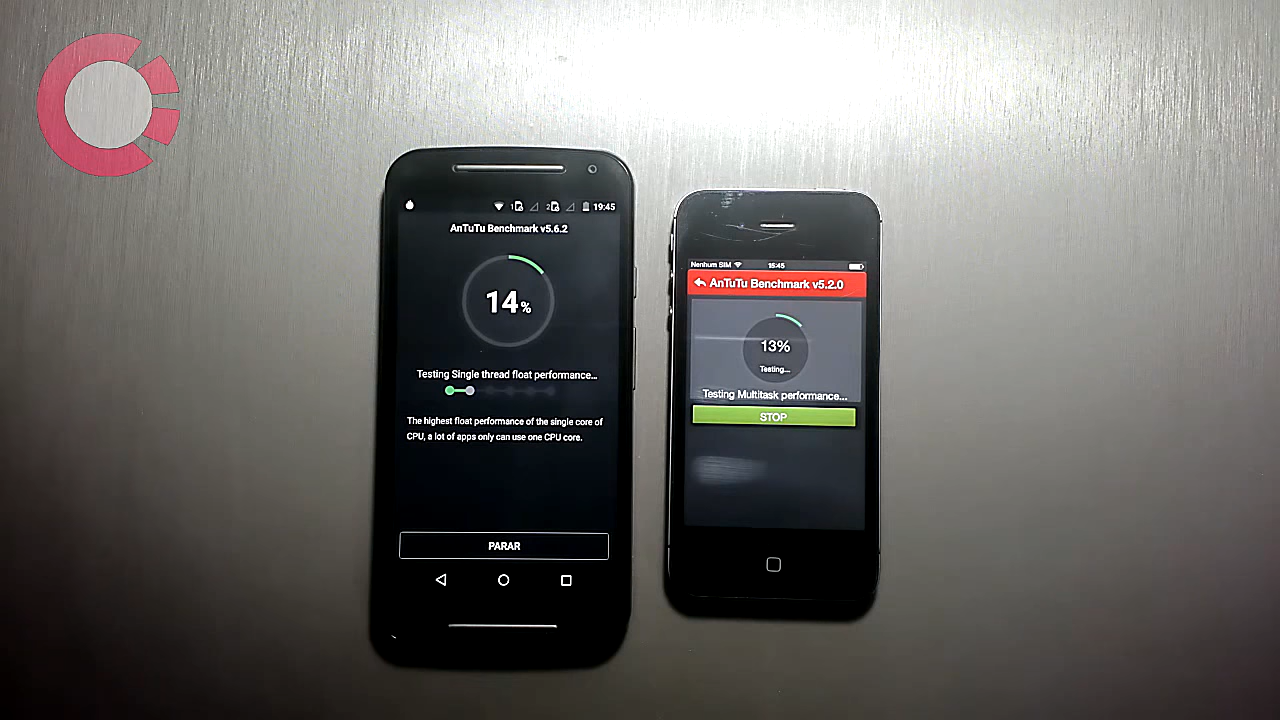 1 2 19:45
AnTuTu Benchmark v5.6.2
14%
Testing Single thread float performance...
The highest float performance of the single core of
CPU, a lot of apps only can use one CPU core.
PARAR
Nenhum SIM 15:45
AnTuTu Benchmark v5.2.0
13%
Testing...
Testing Multitask performance...
STOP